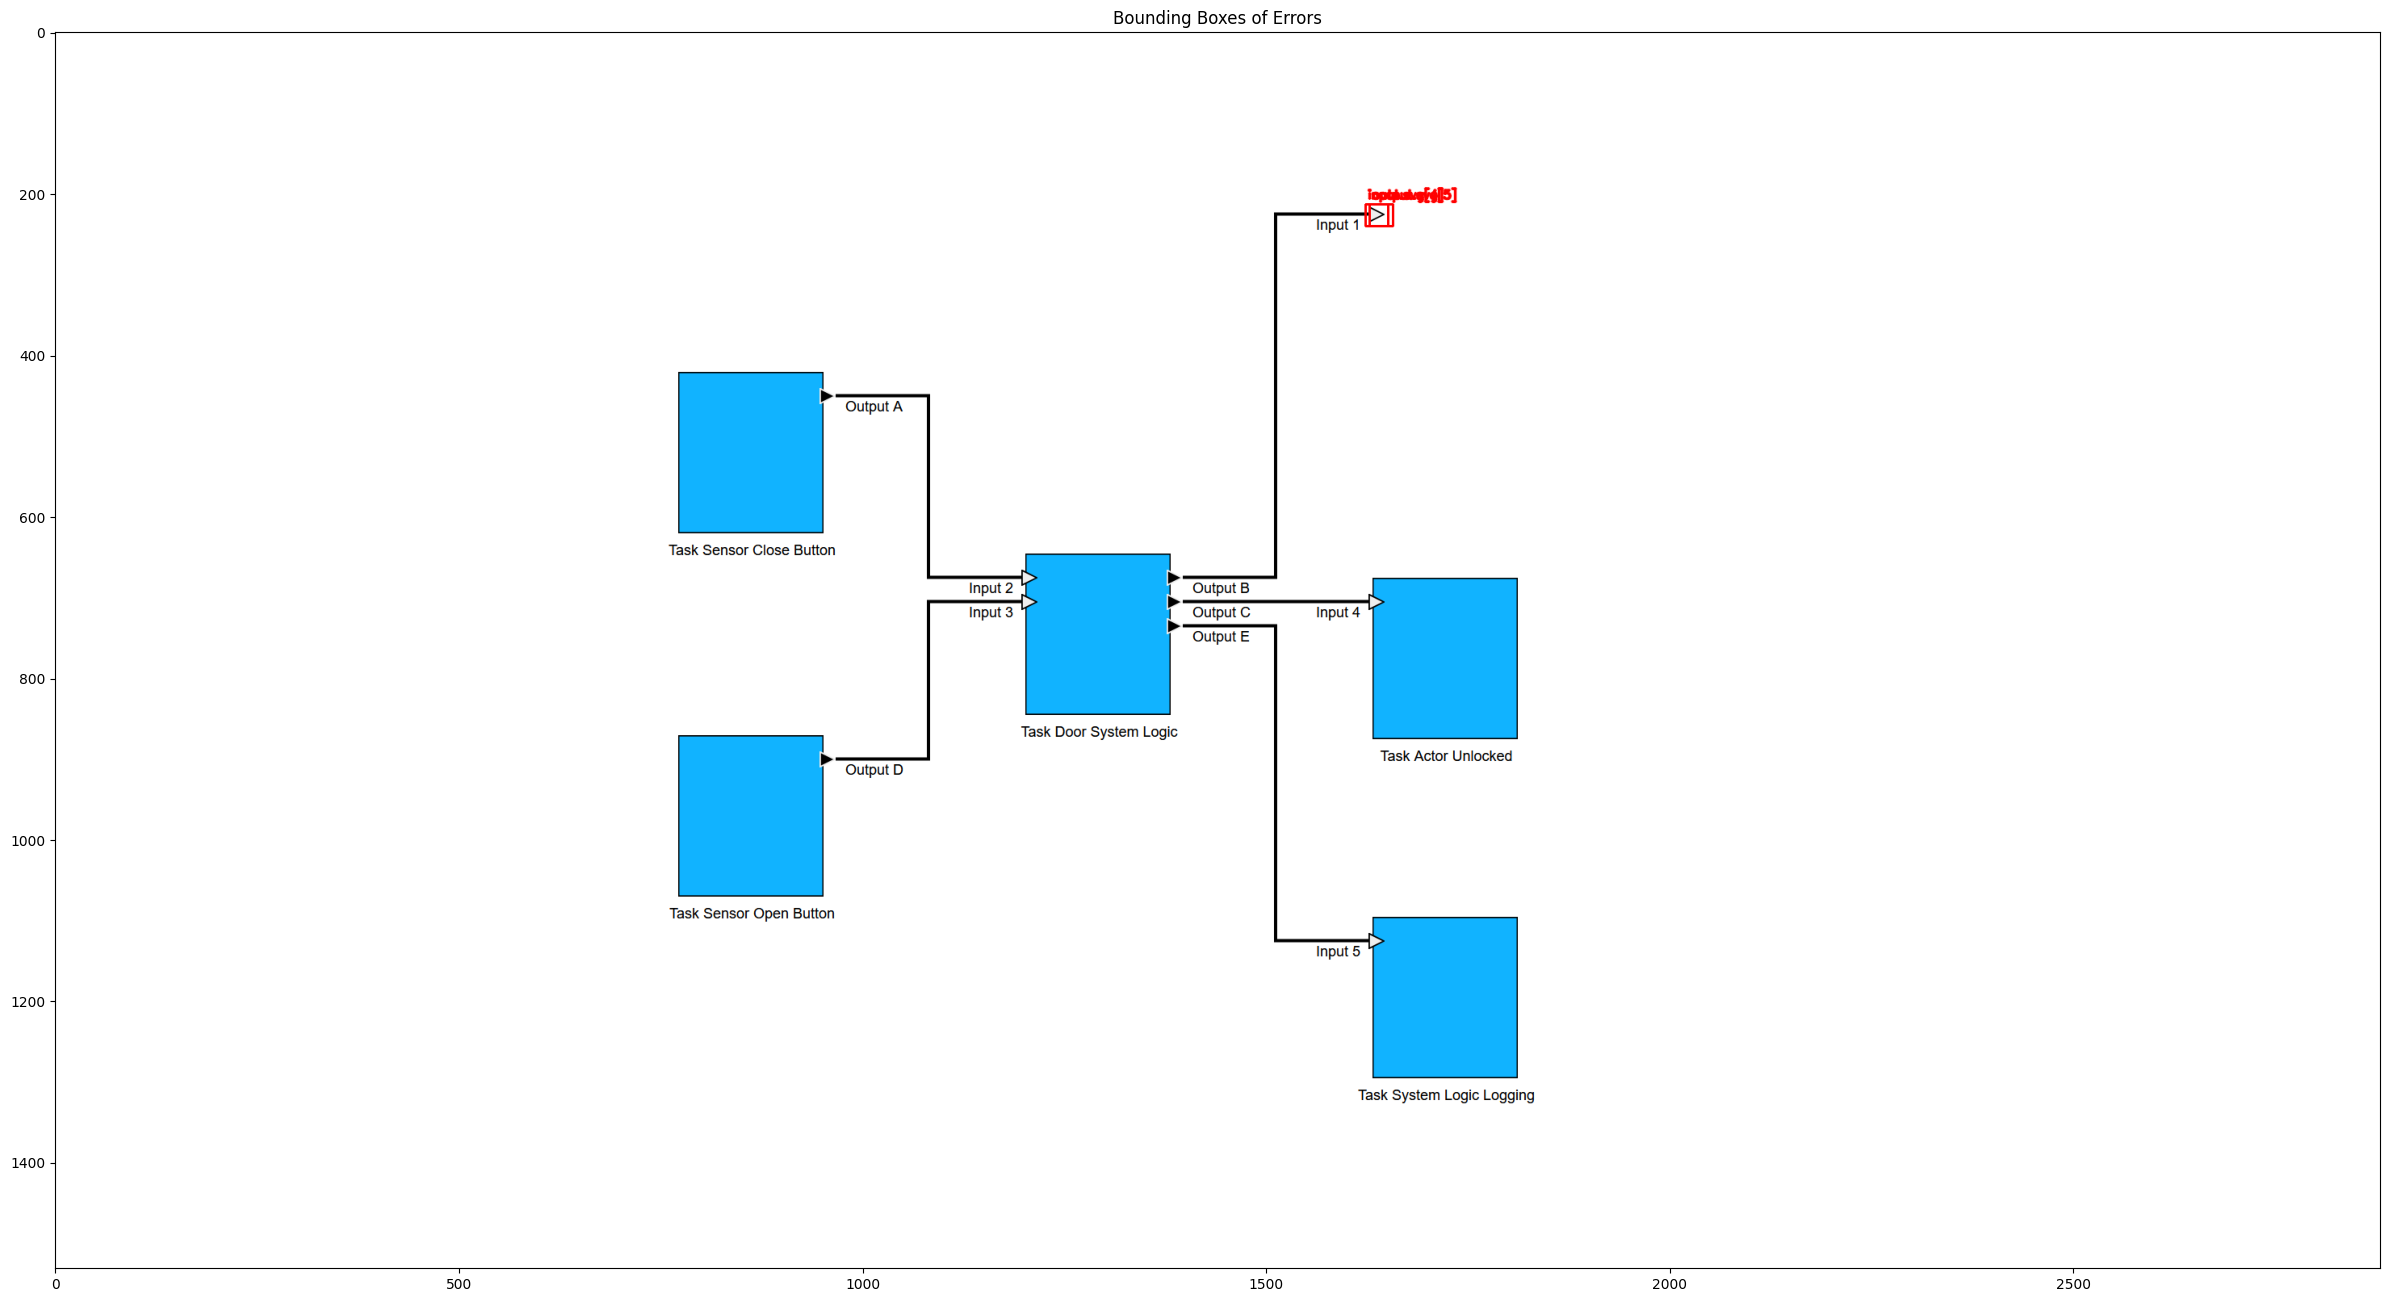 Bounding Boxes of Errors
0
200
Input 1
400
Output A
600
Task Sensor Close Button
Input 2
Output B
Input 3
Output C
Input 4
Output E
800
Task Door System Logic
Task Actor Unlocked
Output D
1000
Task Sensor Open Button
Input 5
1200
Task System Logic Logging
1400
0
500
1000
1500
2000
2500